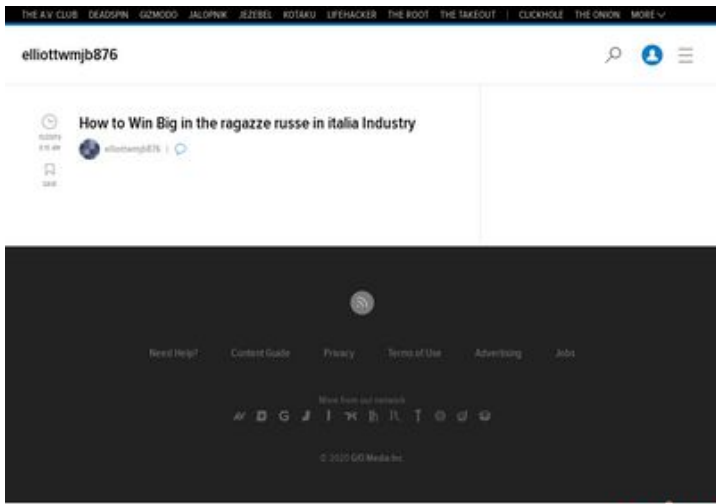 THE A.V. CLUB DEADSPIN GIZMODO JALOPNIK JEZEBEL KOTAKU LIFEHACKER THE ROOT THE TAKEOUT | CLICKHOLE THE ONION MORE
elliottwmjb876
How to Win Big in the ragazze russe in italia Industry
elliottwmjb876 |
Need Help? Content Guide Privacy Terms of Use Advertising Jobs
More from our network
© 2020 G/O Media Inc.